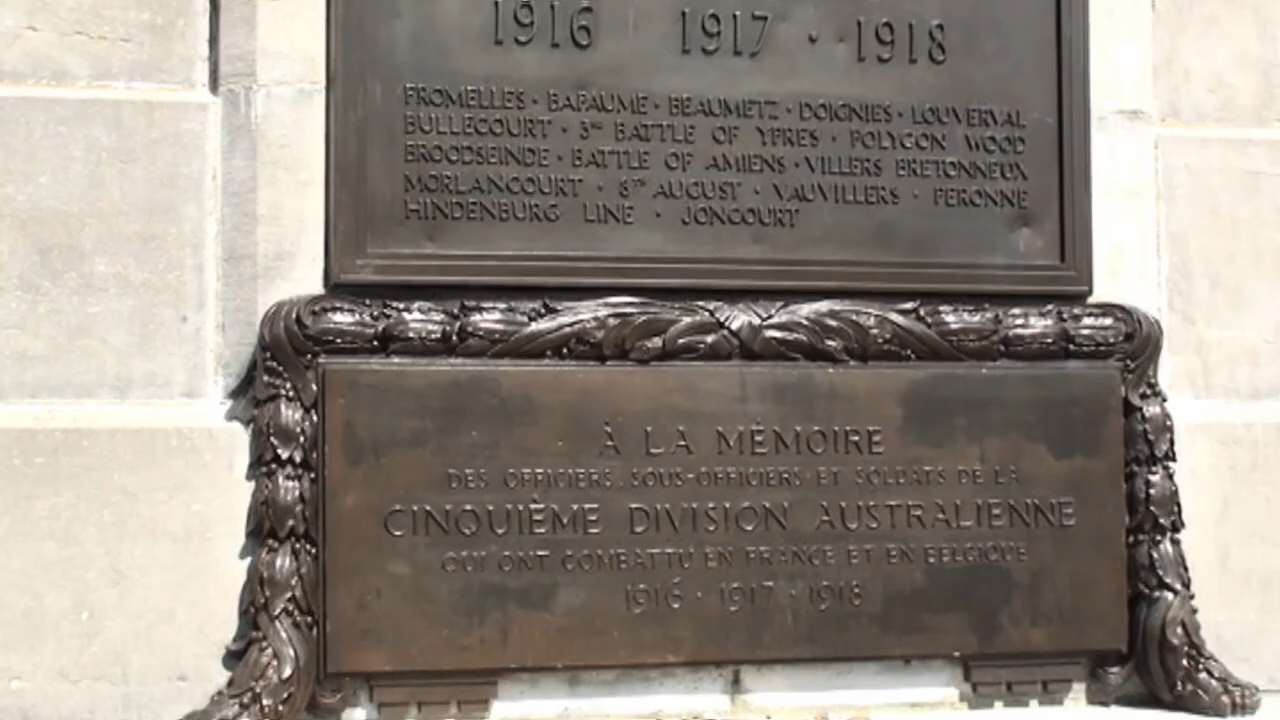 1916 1917 · 1918
FROMELLES · BAPAUME · BEAUMETZ · DOIGNIES · LOUVERVAL
BULLECOURT · 3RD BATTLE OF YPRES · POLYGON WOOD
BROODSEINDE · BATTLE OF AMIENS · VILLERS BRETONNEUX
MORLANCOURT · 8TH AUGUST · VAUVILLERS · PERONNE
HINDENBURG LINE · JONCOURT
À LA MÉMOIRE
DES OFFICIERS, SOUS-OFFICIERS ET SOLDATS DE LA
CINQUIÈME DIVISION AUSTRALIENNE
QUI ONT COMBATTU EN FRANCE ET EN BELGIQUE
1916 · 1917 · 1918